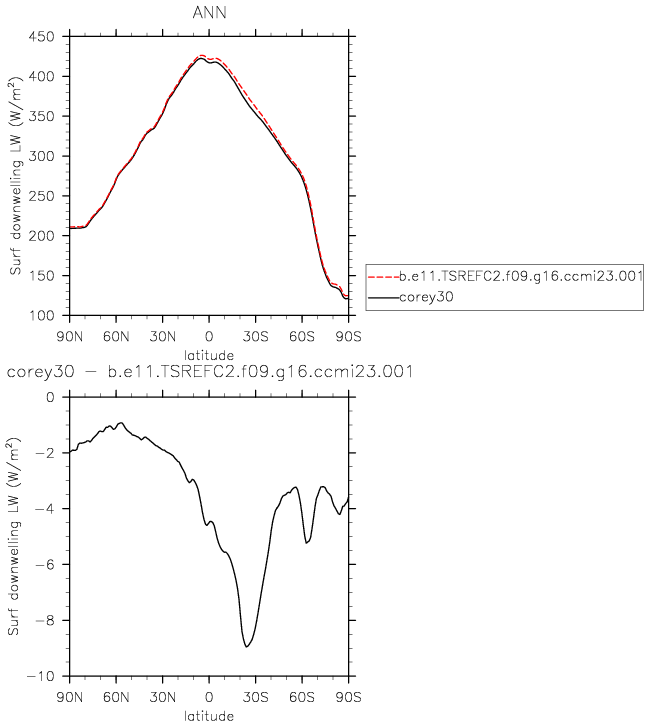 ANN
Surf downwelling LW (W/m²)
450
400
350
300
250
200
150
100
90N 60N 30N 0 30S 60S 90S
latitude
b.e11.TSREFC2.f09.g16.ccmi23.001
corey30
corey30 − b.e11.TSREFC2.f09.g16.ccmi23.001
Surf downwelling LW (W/m²)
0
−2
−4
−6
−8
−10
90N 60N 30N 0 30S 60S 90S
latitude